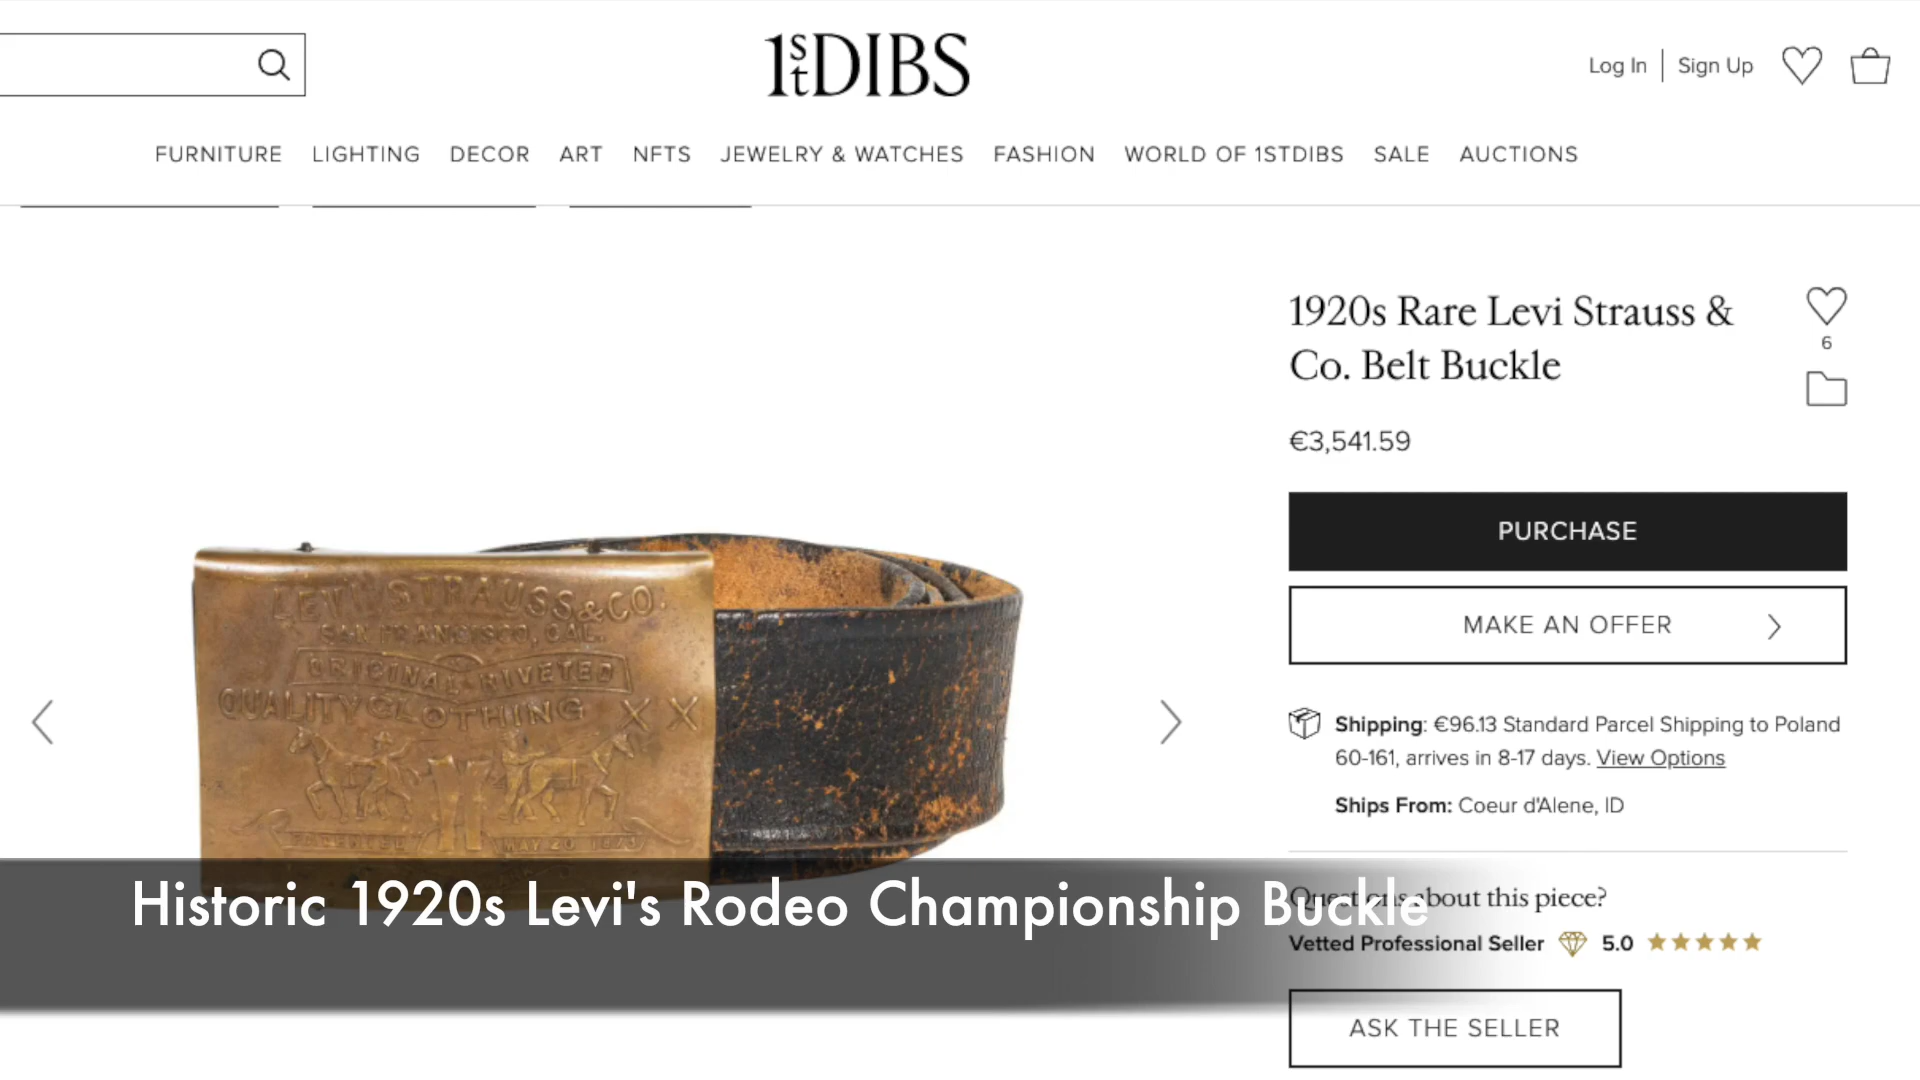 1stDIBS
Log In
Sign Up
FURNITURE LIGHTING DECOR ART NFTS JEWELRY & WATCHES FASHION WORLD OF 1STDIBS SALE AUCTIONS
1920s Rare Levi Strauss &
Co. Belt Buckle
6
€3,541.59
PURCHASE
MAKE AN OFFER
Shipping: €96.13 Standard Parcel Shipping to Poland
60-161, arrives in 8-17 days. View Options
Ships From: Coeur d'Alene, ID
LEVI STRAUSS & CO.
SAN FRANCISCO, CAL.
ORIGINAL RIVETED
QUALITY CLOTHING XX
PATENTED MAY 20 1873
Historic 1920s Levi's Rodeo Championship Buckle
Questions about this piece?
Vetted Professional Seller 5.0
ASK THE SELLER